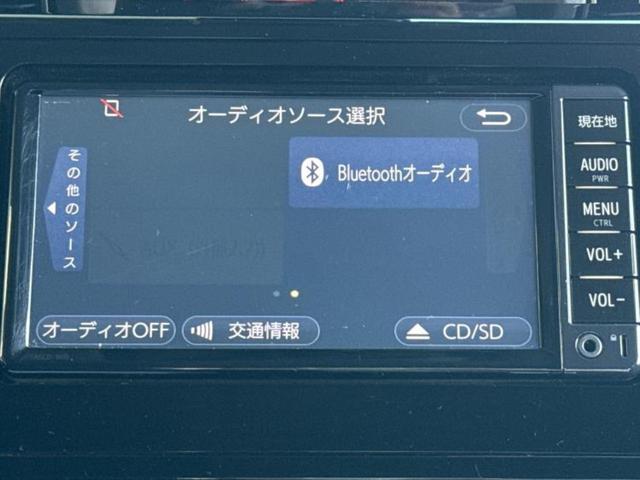 オーディオソース選択
現在地
その他のソース
Bluetoothオーディオ
AUDIO
PWR
MENU
CTRL
VOL+
VOL-
オーディオOFF
交通情報
CD/SD